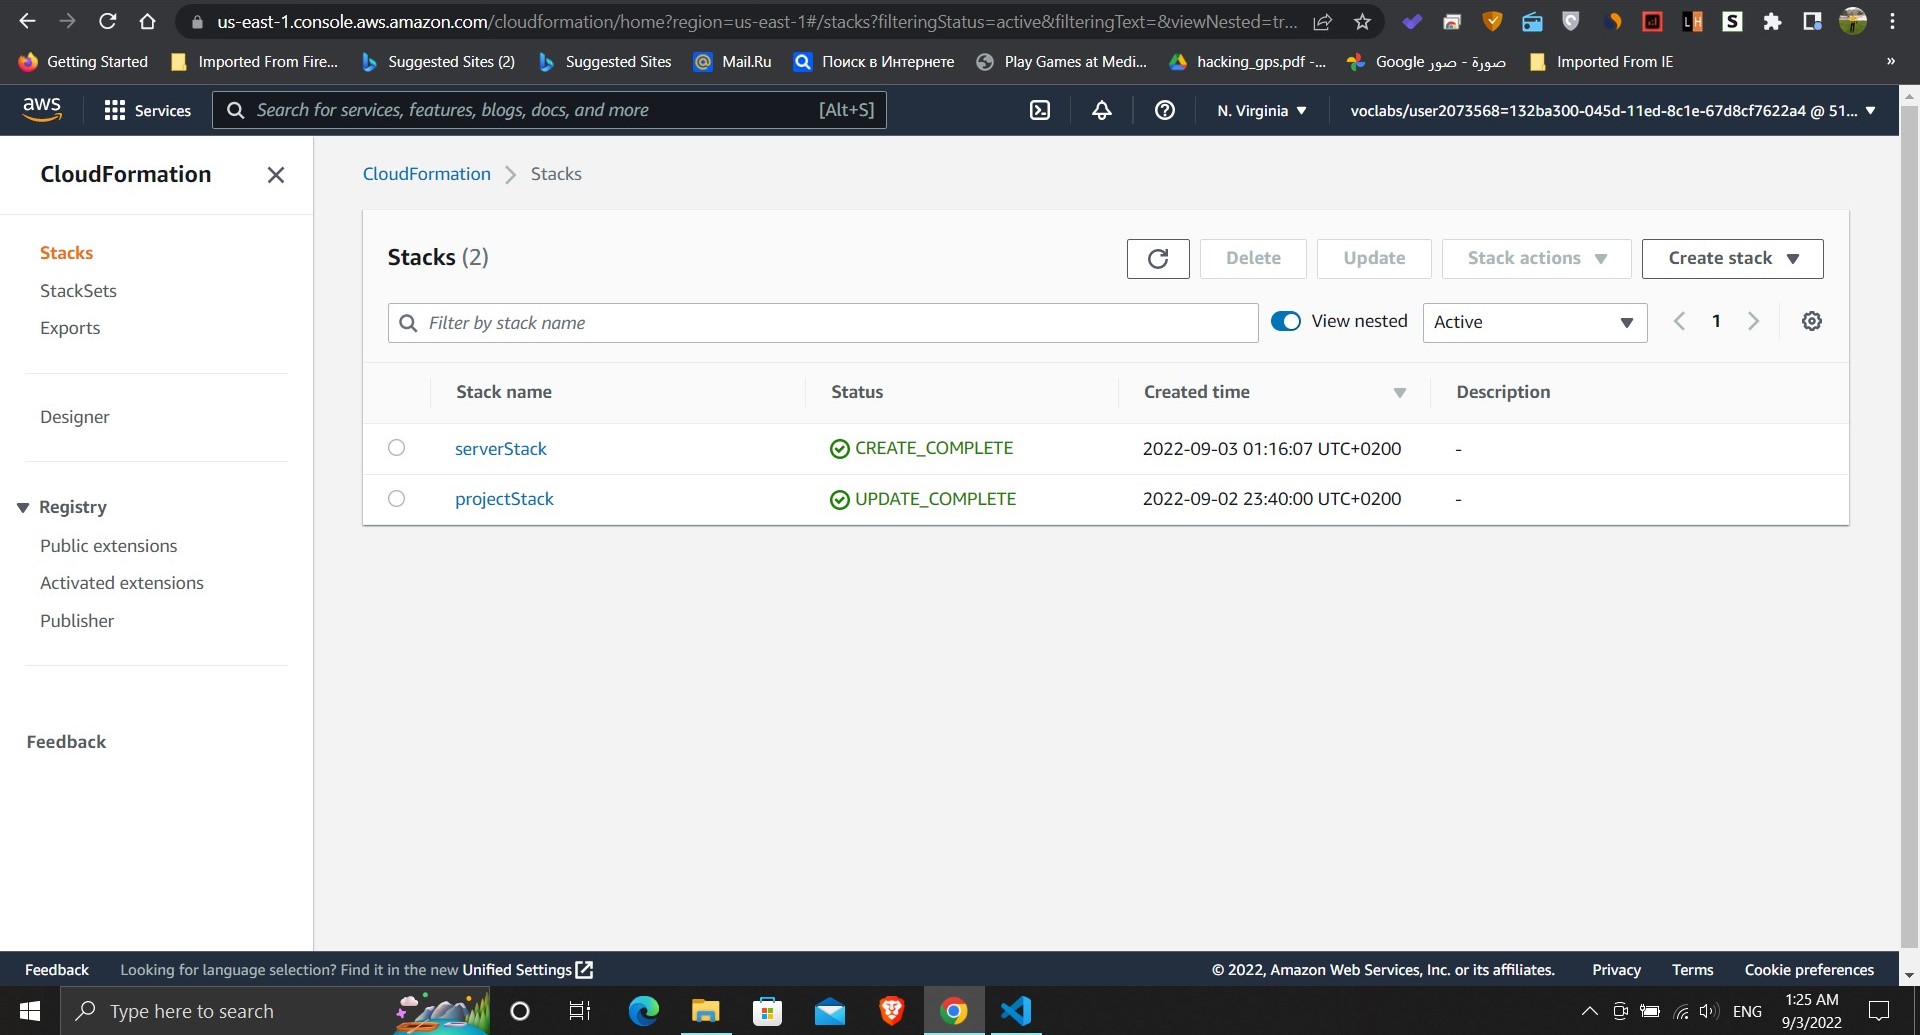 us-east-1.console.aws.amazon.com/cloudformation/home?region=us-east-1#/stacks?filteringStatus=active&filteringText=&viewNested=tr...
Getting Started
Imported From Fire...
Suggested Sites (2)
Suggested Sites
Mail.Ru
Поиск в Интернете
Play Games at Medi...
hacking_gps.pdf -...
صورة - صور Google
Imported From IE
»
aws
Services
Search for services, features, blogs, docs, and more [Alt+S]
N. Virginia
voclabs/user2073568=132ba300-045d-11ed-8c1e-67d8cf7622a4 @ 51...
CloudFormation
Stacks
StackSets
Exports
Designer
Registry
Public extensions
Activated extensions
Publisher
Feedback
CloudFormation > Stacks
Stacks (2)
Delete
Update
Stack actions
Create stack
Filter by stack name
View nested
Active
1
Stack name Status Created time Description
serverStack CREATE_COMPLETE 2022-09-03 01:16:07 UTC+0200 -
projectStack UPDATE_COMPLETE 2022-09-02 23:40:00 UTC+0200 -
Feedback
Looking for language selection? Find it in the new Unified Settings
© 2022, Amazon Web Services, Inc. or its affiliates.
Privacy
Terms
Cookie preferences
Type here to search
ENG
1:25 AM
9/3/2022